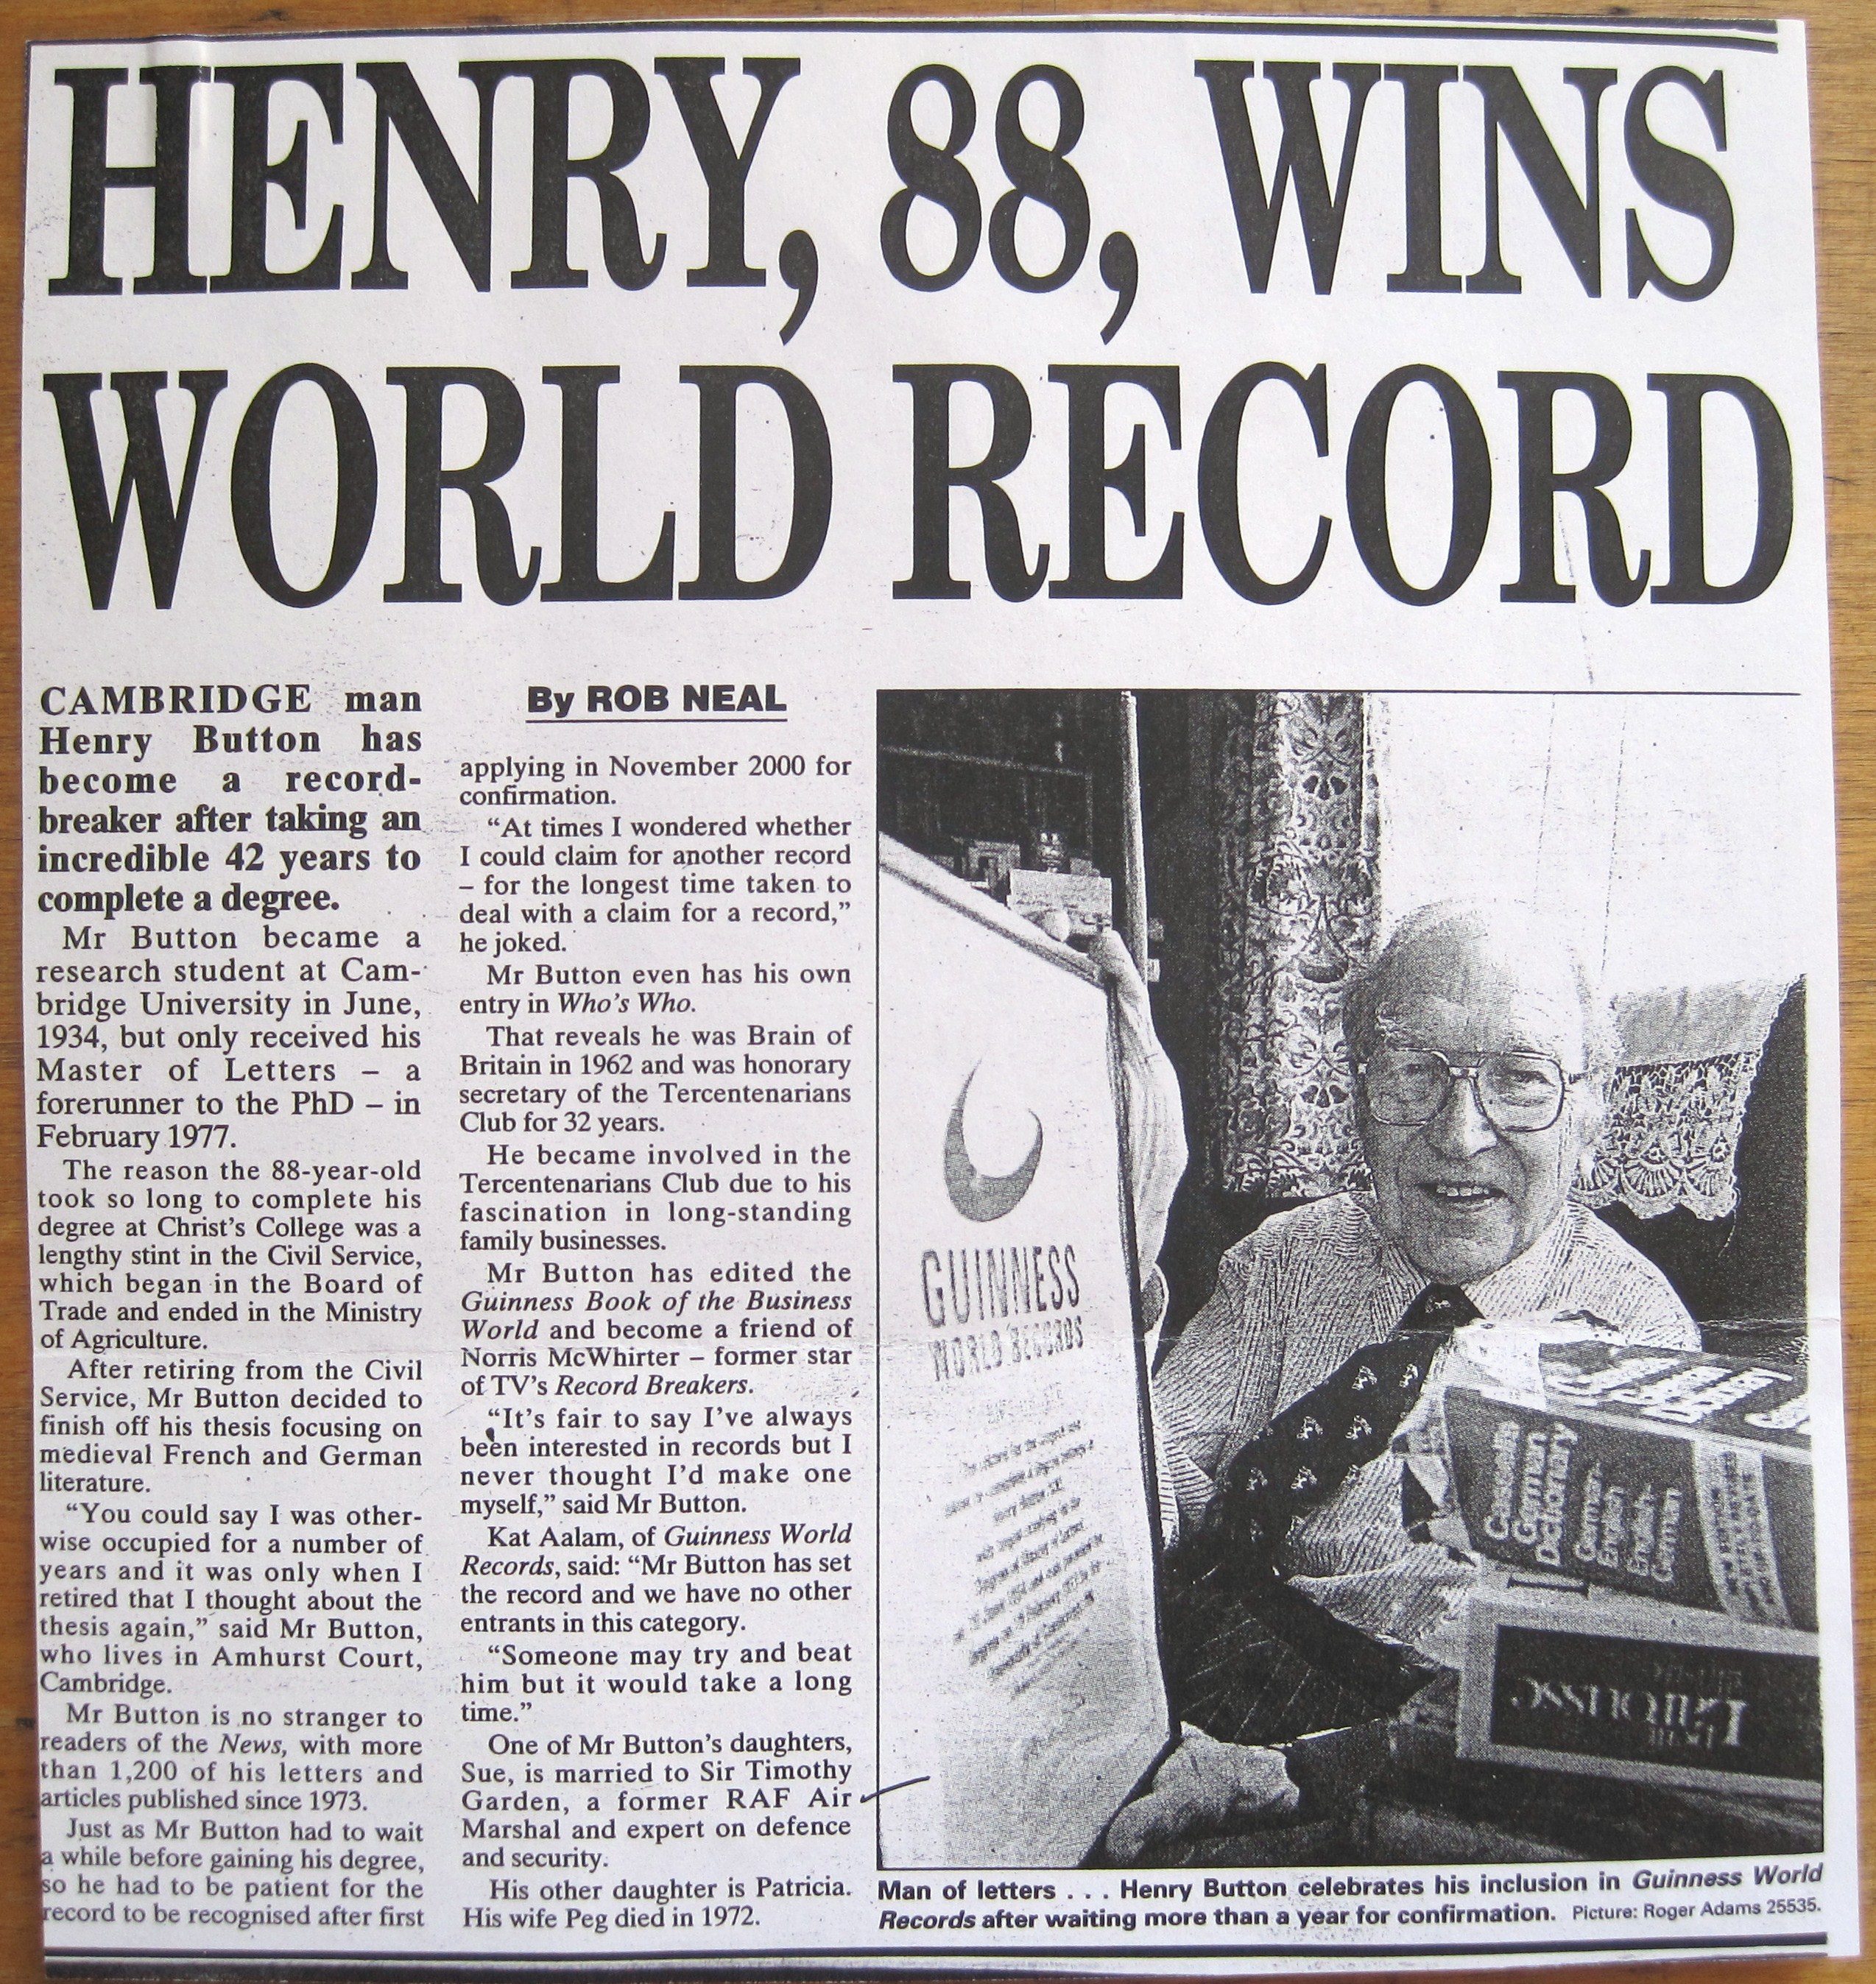 HENRY, 88, WINS
WORLD RECORD
CAMBRIDGE man
Henry Button has
become a record-
breaker after taking an
incredible 42 years to
complete a degree.
Mr Button became a
research student at Cam-
bridge University in June,
1934, but only received his
Master of Letters – a
forerunner to the PhD – in
February 1977.
The reason the 88-year-old
took so long to complete his
degree at Christ's College was a
lengthy stint in the Civil Service,
which began in the Board of
Trade and ended in the Ministry
of Agriculture.
After retiring from the Civil
Service, Mr Button decided to
finish off his thesis focusing on
medieval French and German
literature.
“You could say I was other-
wise occupied for a number of
years and it was only when I
retired that I thought about the
thesis again,” said Mr Button,
who lives in Amhurst Court,
Cambridge.
Mr Button is no stranger to
readers of the News, with more
than 1,200 of his letters and
articles published since 1973.
Just as Mr Button had to wait
a while before gaining his degree,
so he had to be patient for the
record to be recognised after first
By ROB NEAL
applying in November 2000 for
confirmation.
“At times I wondered whether
I could claim for another record
– for the longest time taken to
deal with a claim for a record,”
he joked.
Mr Button even has his own
entry in Who's Who.
That reveals he was Brain of
Britain in 1962 and was honorary
secretary of the Tercentenarians
Club for 32 years.
He became involved in the
Tercentenarians Club due to his
fascination in long-standing
family businesses.
Mr Button has edited the
Guinness Book of the Business
World and become a friend of
Norris McWhirter – former star
of TV's Record Breakers.
“It's fair to say I've always
been interested in records but I
never thought I'd make one
myself,” said Mr Button.
Kat Aalam, of Guinness World
Records, said: “Mr Button has set
the record and we have no other
entrants in this category.
“Someone may try and beat
him but it would take a long
time.”
One of Mr Button's daughters,
Sue, is married to Sir Timothy
Garden, a former RAF Air
Marshal and expert on defence
and security.
His other daughter is Patricia.
His wife Peg died in 1972.
GUINNESS
WORLD RECORDS
Cassells
German
Dictionary
German-
English
English-
German
Larousse
Man of letters . . . Henry Button celebrates his inclusion in Guinness World
Records after waiting more than a year for confirmation. Picture: Roger Adams 25535.